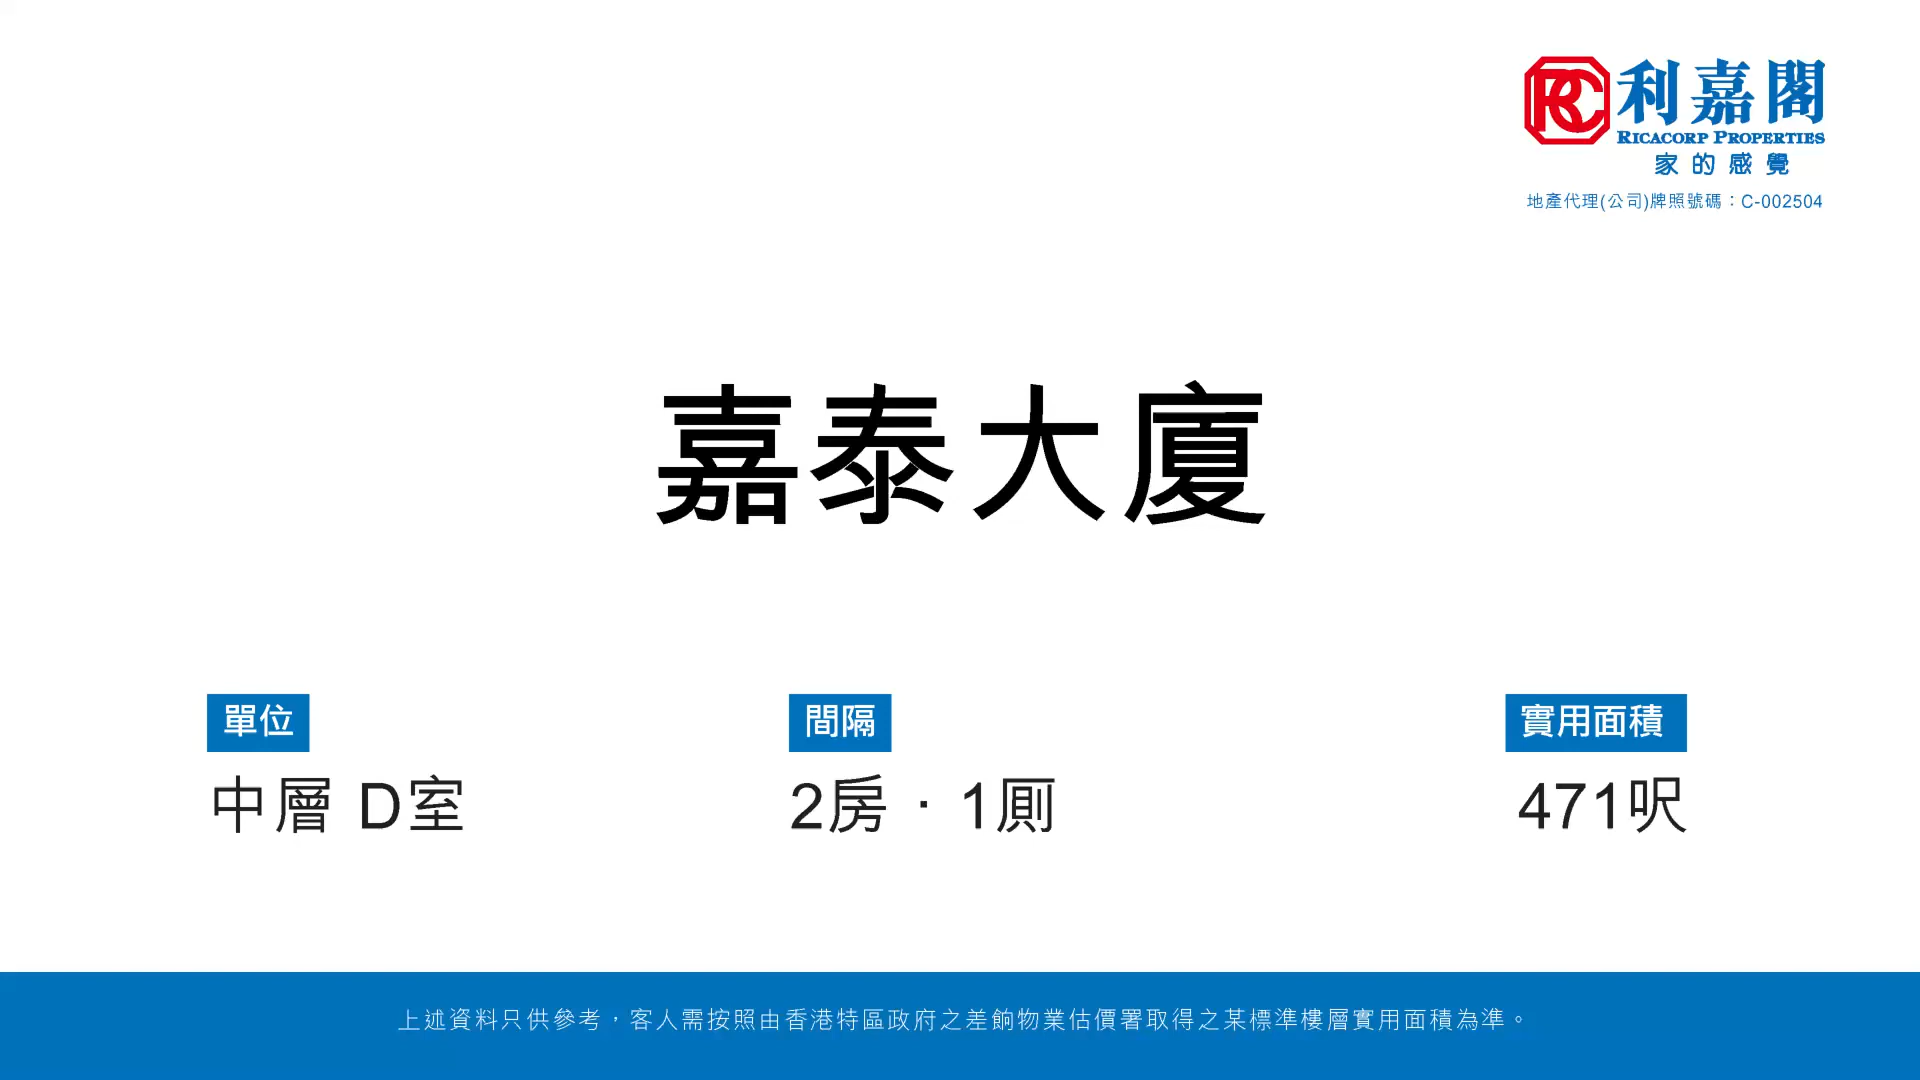 利嘉閣
RICACORP PROPERTIES
家的感覺
地產代理(公司)牌照號碼：C-002504
嘉泰大廈
單位
中層 D室
間隔
2房．1厠
實用面積
471呎
上述資料只供參考，客人需按照由香港特區政府之差餉物業估價署取得之某標準樓層實用面積為準。